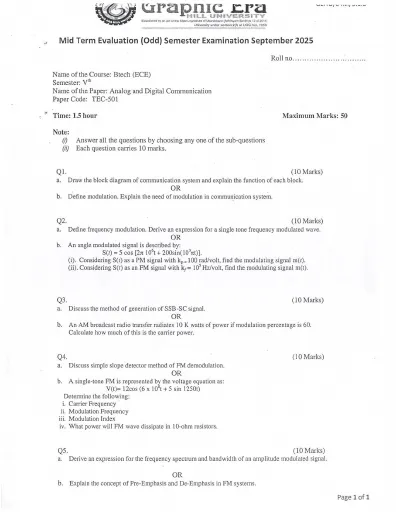 Graphic Era
HILL UNIVERSITY
Mid Term Evaluation (Odd) Semester Examination September 2025
Roll no..............................
Name of the Course: Btech (ECE)
Semester: Vth
Name of the Paper: Analog and Digital Communication
Paper Code: TEC-501
Time: 1.5 hour Maximum Marks: 50
Note:
(i) Answer all the questions by choosing any one of the sub-questions
(ii) Each question carries 10 marks.
Q1. (10 Marks)
a. Draw the block diagram of communication system and explain the function of each block.
OR
b. Define modulation. Explain the need of modulation in communication system.
Q2. (10 Marks)
a. Define frequency modulation. Derive an expression for a single tone frequency modulated wave.
OR
b. An angle modulated signal is described by:
S(t) = 5 cos [2π 10⁶t + 200sin(10³πt)].
(i). Considering S(t) as a PM signal with kp=100 rad/volt, find the modulating signal m(t).
(ii). Considering S(t) as an FM signal with kf= 10⁶ Hz/volt, find the modulating signal m(t).
Q3. (10 Marks)
a. Discuss the method of generation of SSB-SC signal.
OR
b. An AM broadcast radio transfer radiates 10 K watts of power if modulation percentage is 60.
Calculate how much of this is the carrier power.
Q4. (10 Marks)
a. Discuss simple slope detector method of FM demodulation.
OR
b. A single-tone FM is represented by the voltage equation as:
V(t)= 12cos (6 x 10⁸t + 5 sin 1250t)
Determine the following:
i. Carrier Frequency
ii. Modulation Frequency
iii. Modulation Index
iv. What power will FM wave dissipate in 10-ohm resistors.
Q5. (10 Marks)
a. Derive an expression for the frequency spectrum and bandwidth of an amplitude modulated signal.
OR
b. Explain the concept of Pre-Emphasis and De-Emphasis in FM systems.
Page 1 of 1